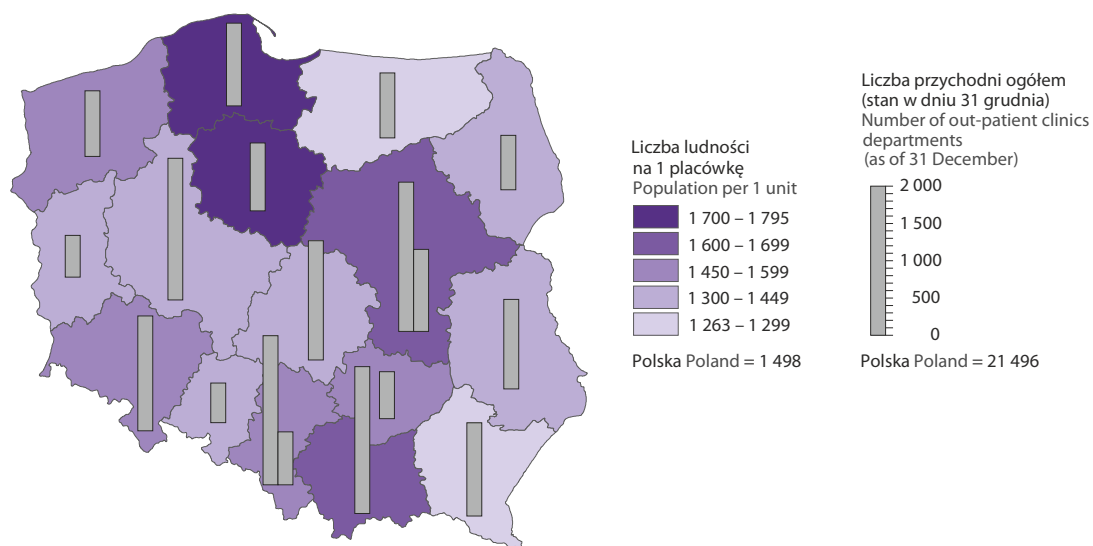 Liczba ludności
na 1 placówkę
Population per 1 unit
1 700 – 1 795
1 600 – 1 699
1 450 – 1 599
1 300 – 1 449
1 263 – 1 299
Polska Poland = 1 498
Liczba przychodni ogółem
(stan w dniu 31 grudnia)
Number of out-patient clinics
departments
(as of 31 December)
2 000
1 500
1 000
500
0
Polska Poland = 21 496